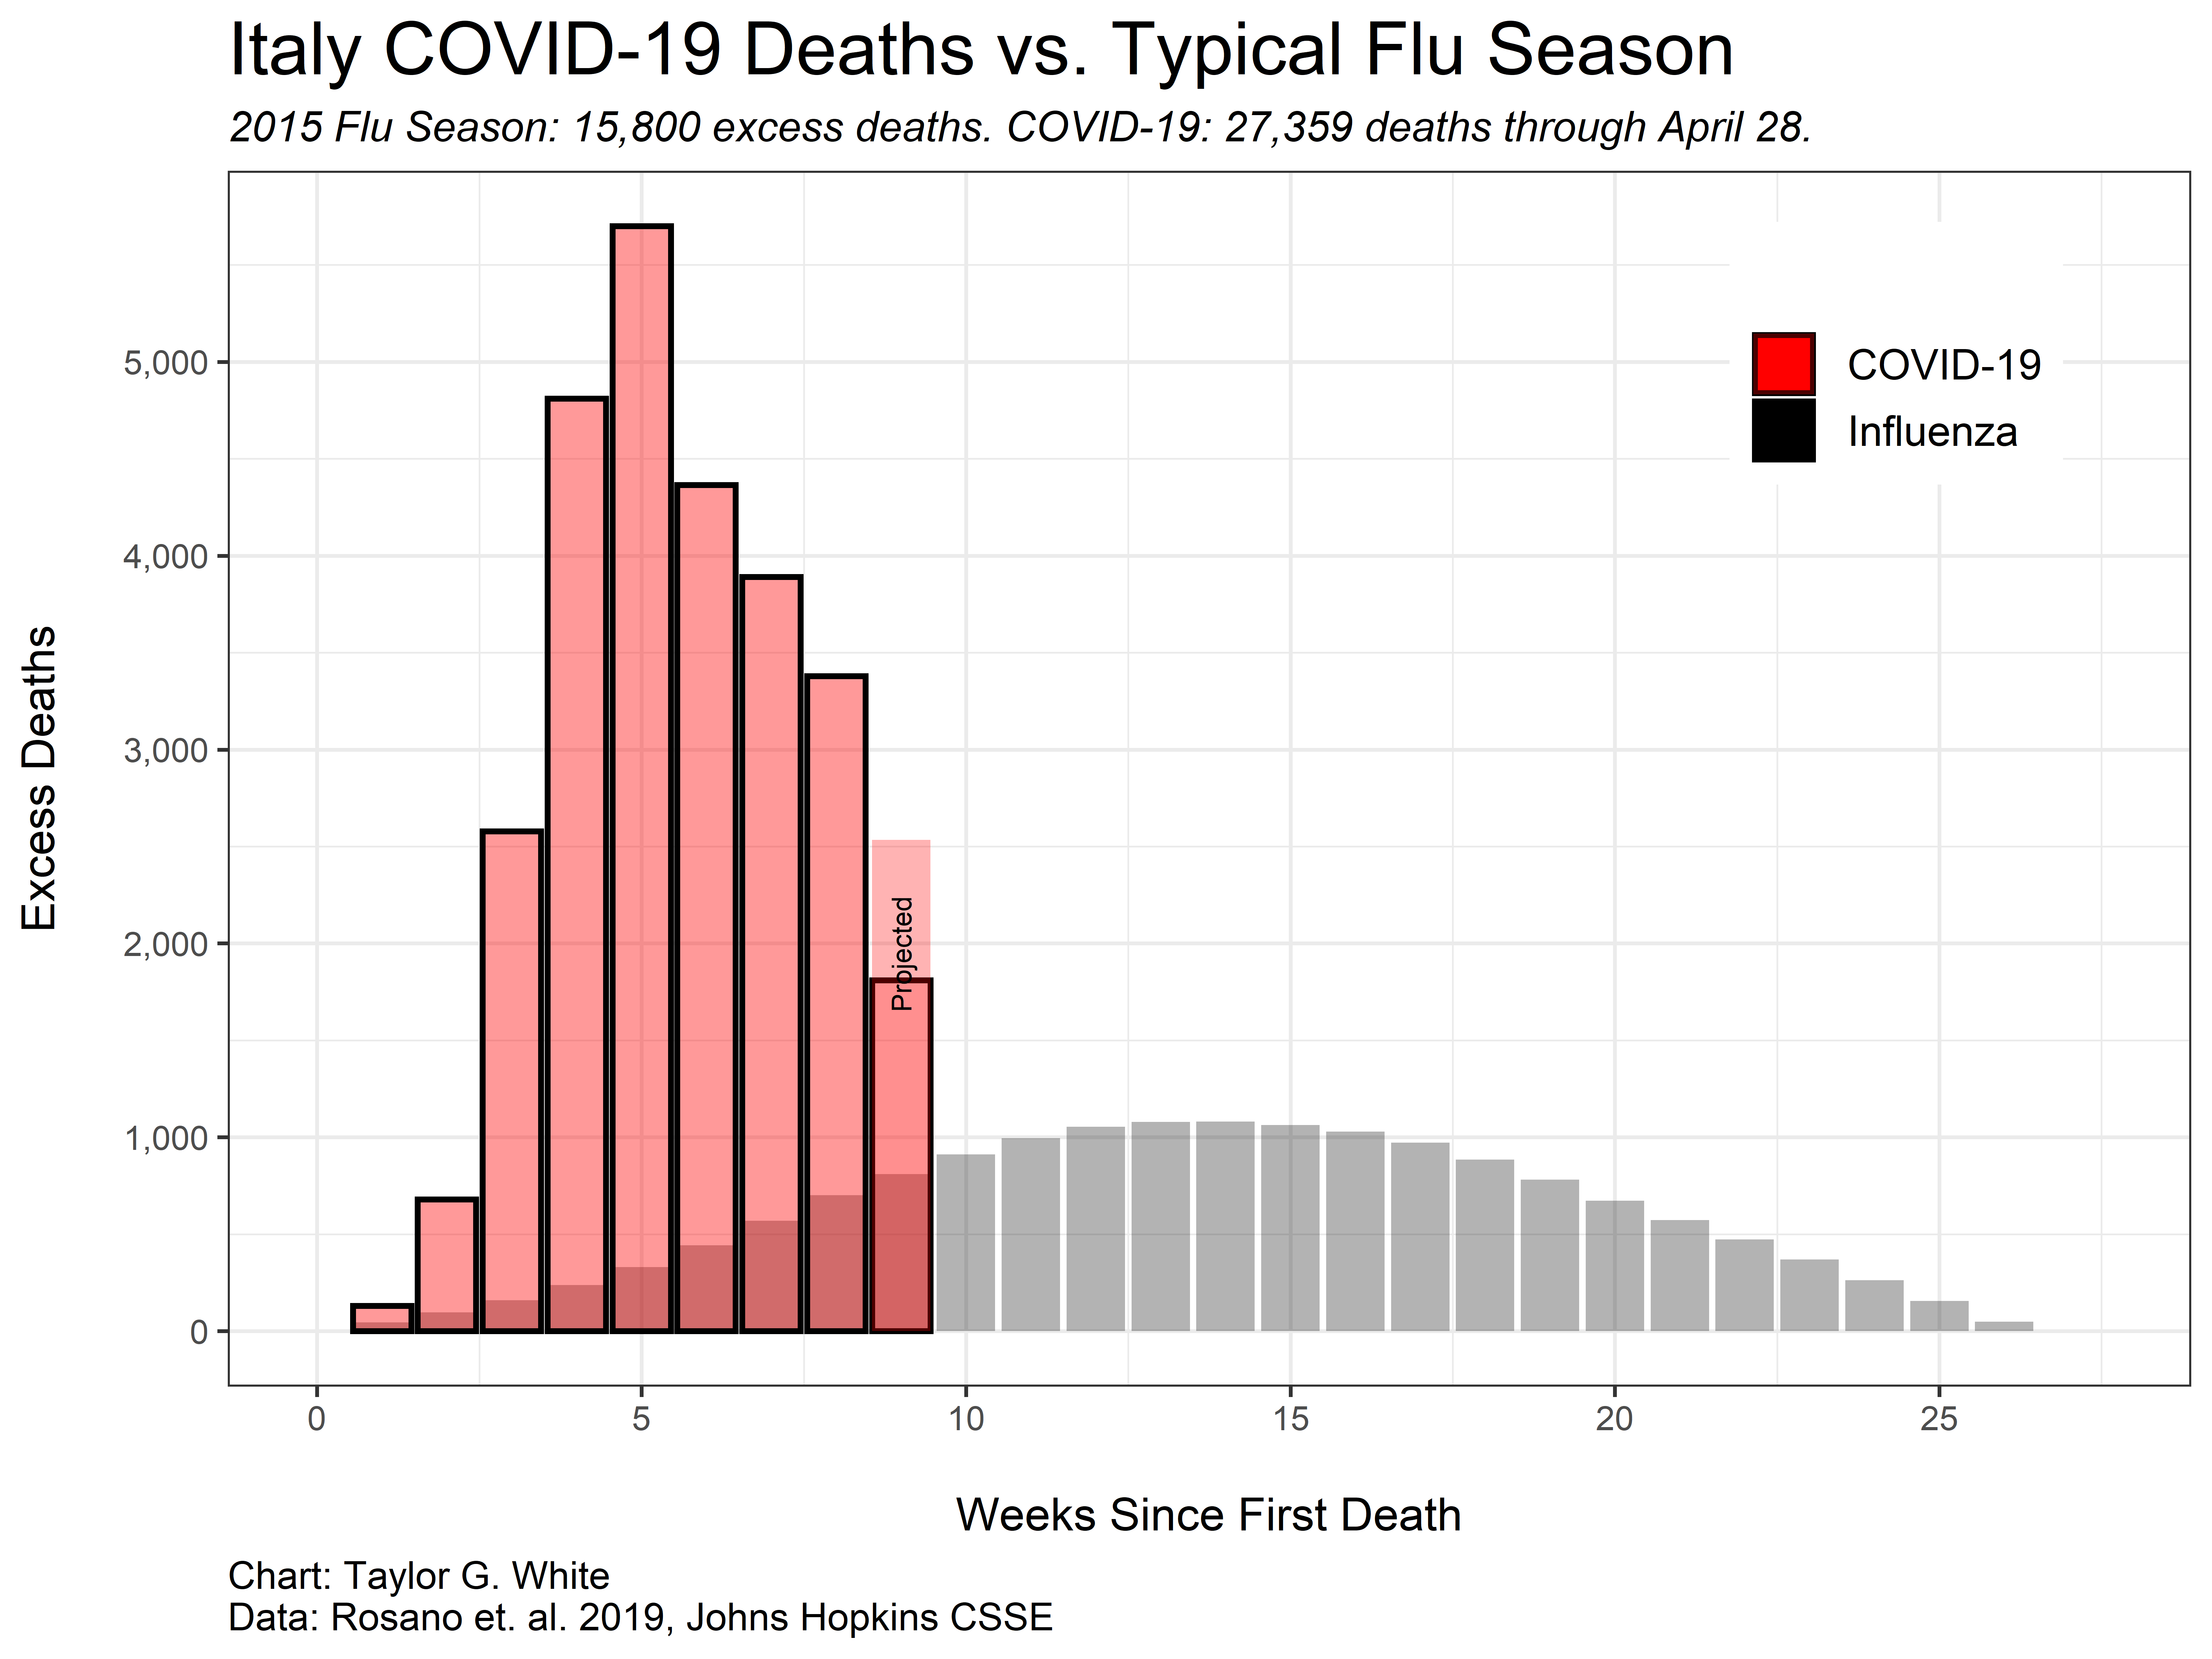 Italy COVID-19 Deaths vs. Typical Flu Season
2015 Flu Season: 15,800 excess deaths. COVID-19: 27,359 deaths through April 28.
Excess Deaths
5,000
4,000
3,000
2,000
1,000
0
Projected
COVID-19
Influenza
0 5 10 15 20 25
Weeks Since First Death
Chart: Taylor G. White
Data: Rosano et. al. 2019, Johns Hopkins CSSE